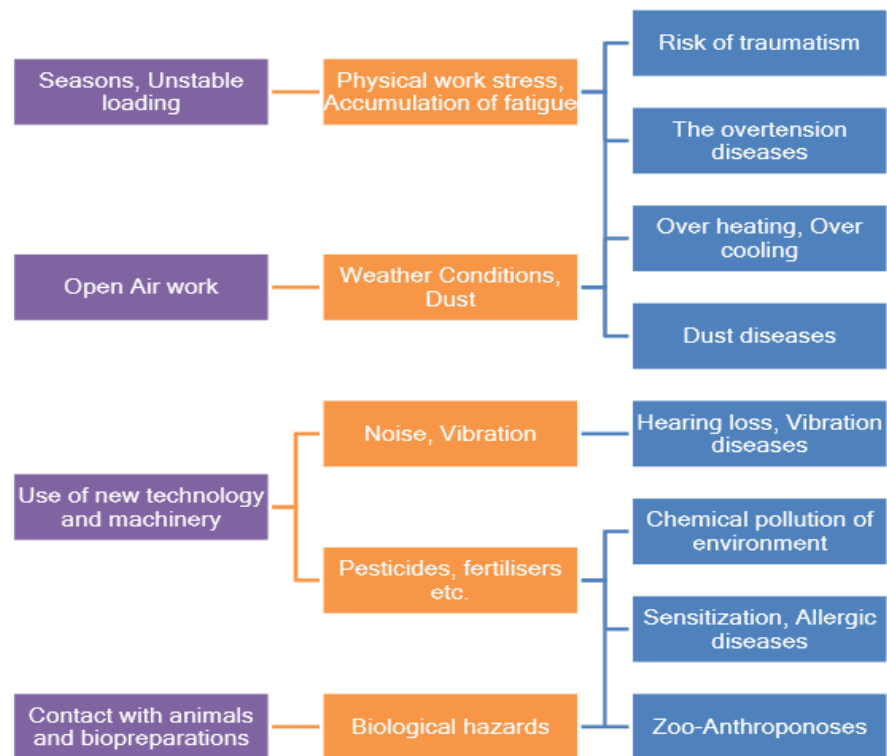 Seasons, Unstable
loading
Physical work stress,
Accumulation of fatigue
Risk of traumatism
The overtension
diseases
Open Air work
Weather Conditions,
Dust
Over heating, Over
cooling
Dust diseases
Use of new technology
and machinery
Noise, Vibration
Hearing loss, Vibration
diseases
Pesticides, fertilisers
etc.
Chemical pollution of
environment
Sensitization, Allergic
diseases
Contact with animals
and biopreparations
Biological hazards
Zoo-Anthroponoses